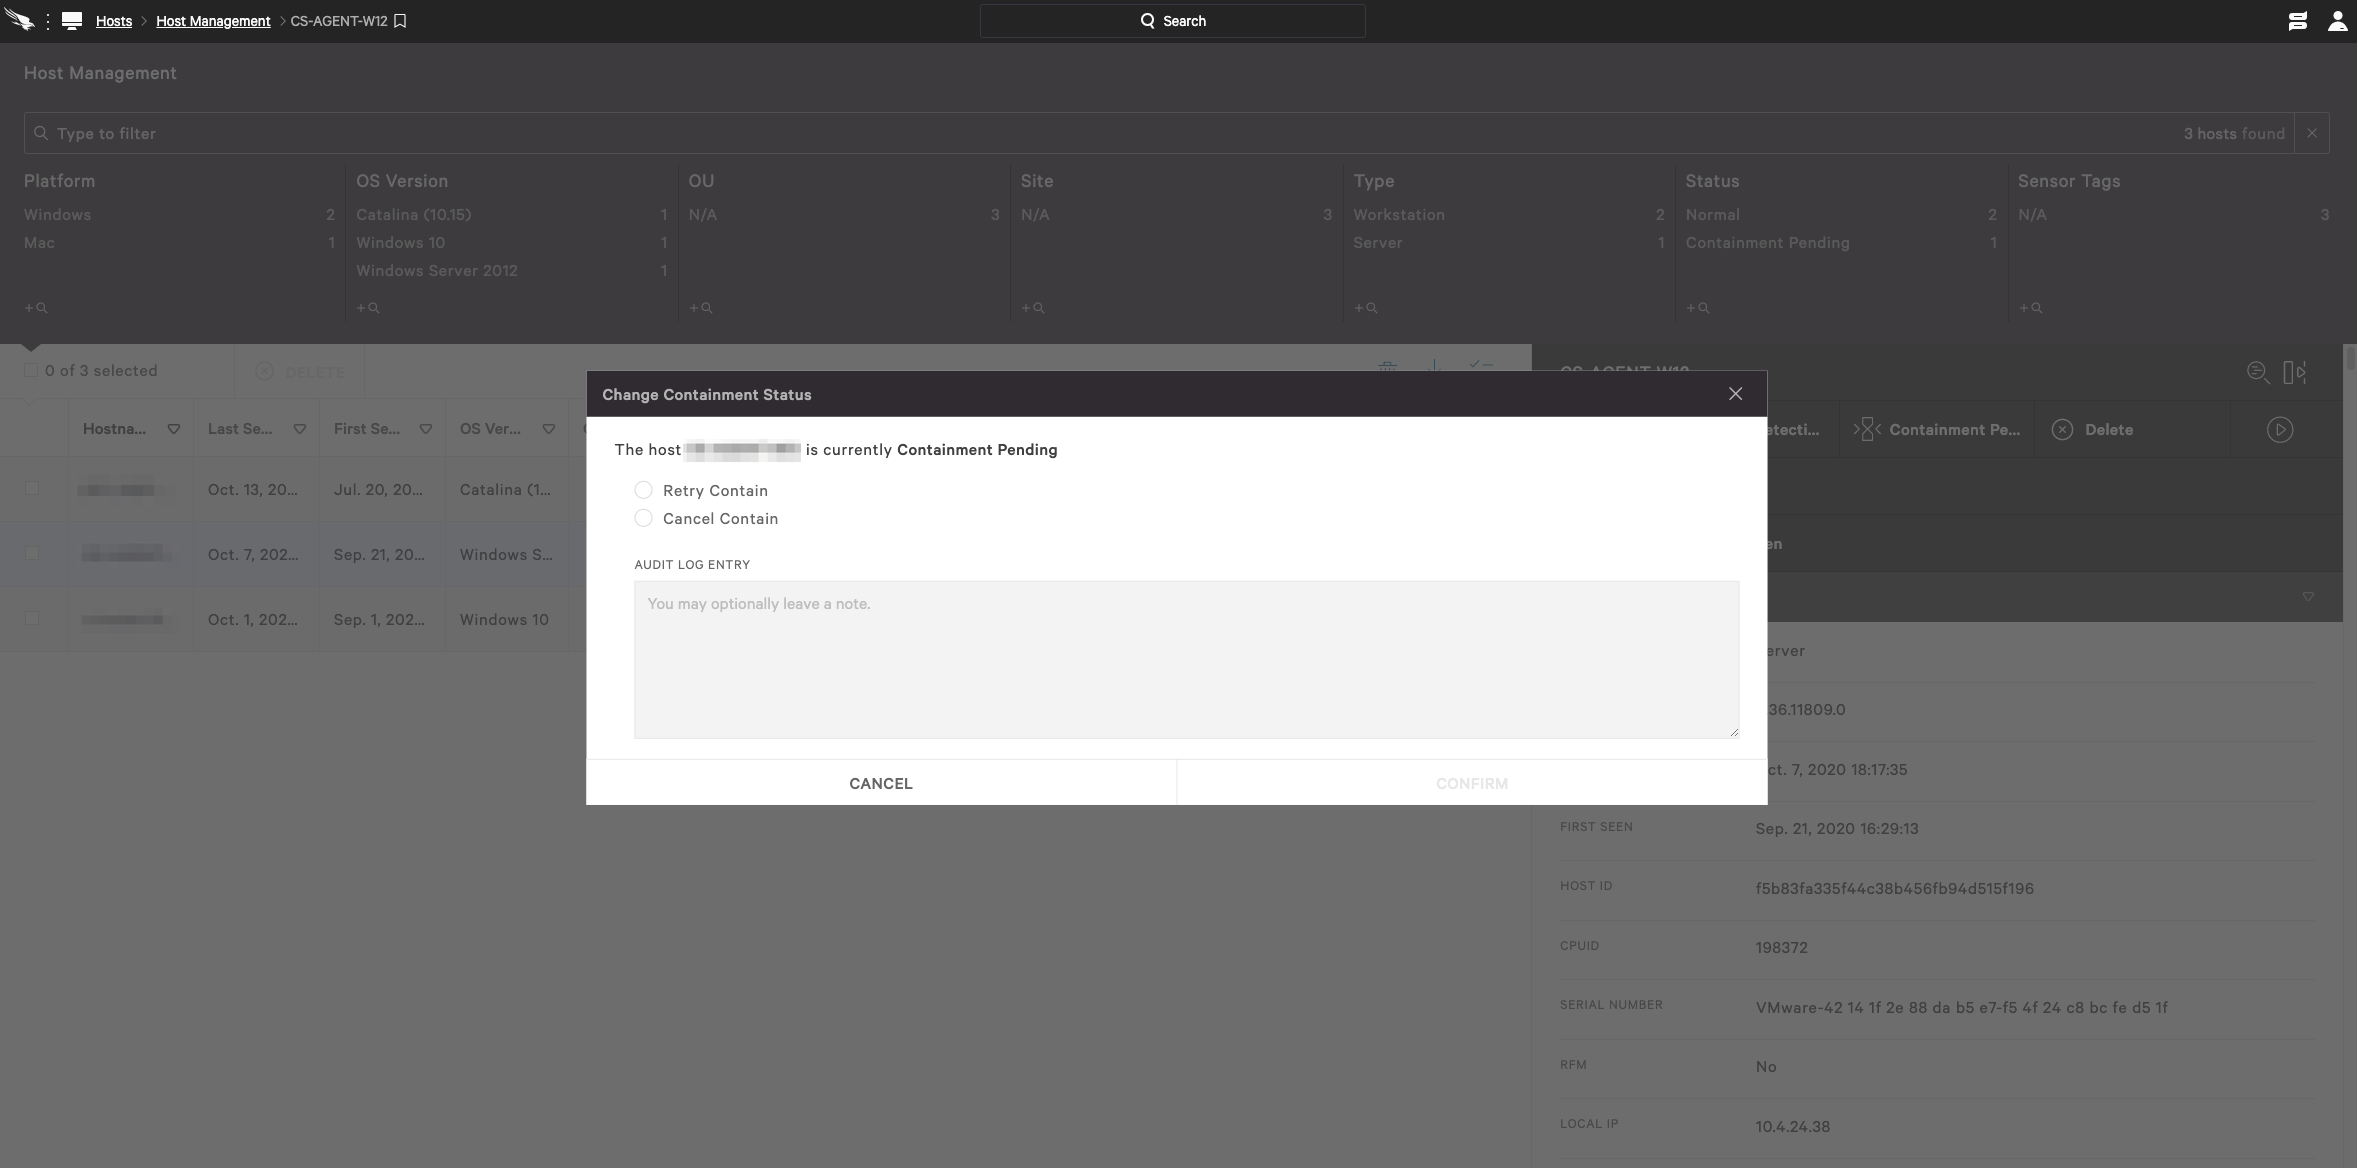 Hosts > Host Management > CS-AGENT-W12
Search
Host Management
Type to filter
3 hosts found
Platform
Windows 2
Mac 1
OS Version
Catalina (10.15) 1
Windows 10 1
Windows Server 2012 1
OU
N/A 3
Site
N/A 3
Type
Workstation 2
Server 1
Status
Normal 2
Containment Pending 1
Sensor Tags
N/A 3
0 of 3 selected
DELETE
Hostna... Last Se... First Se... OS Ver...
Oct. 13, 20... Jul. 20, 20... Catalina (1...
Oct. 7, 202... Sep. 21, 20... Windows S...
Oct. 1, 202... Sep. 1, 202... Windows 10
Change Containment Status
The host is currently Containment Pending
Retry Contain
Cancel Contain
AUDIT LOG ENTRY
You may optionally leave a note.
CANCEL
CONFIRM
CS-AGENT-W12
etecti... Containment Pe... Delete
en
erver
36.11809.0
ct. 7, 2020 18:17:35
FIRST SEEN Sep. 21, 2020 16:29:13
HOST ID f5b83fa335f44c38b456fb94d515f196
CPUID 198372
SERIAL NUMBER VMware-42 14 1f 2e 88 da b5 e7-f5 4f 24 c8 bc fe d5 1f
RFM No
LOCAL IP 10.4.24.38